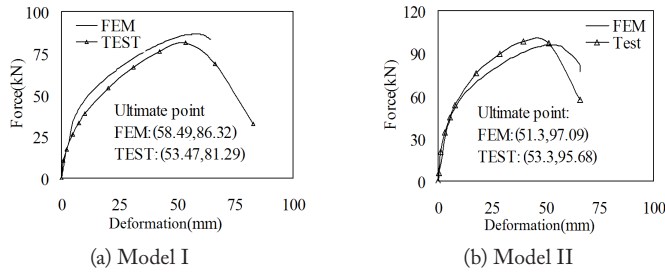 FEM
TEST
Force(kN)
100
75
50
25
0
Ultimate point
FEM:(58.49,86.32)
TEST:(53.47,81.29)
0 25 50 75 100
Deformation(mm)
(a) Model I
FEM
Test
Force(kN)
120
90
60
30
0
Ultimate point:
FEM:(51.3,97.09)
TEST:(53.3,95.68)
0 25 50 75 100
Deformation(mm)
(b) Model II